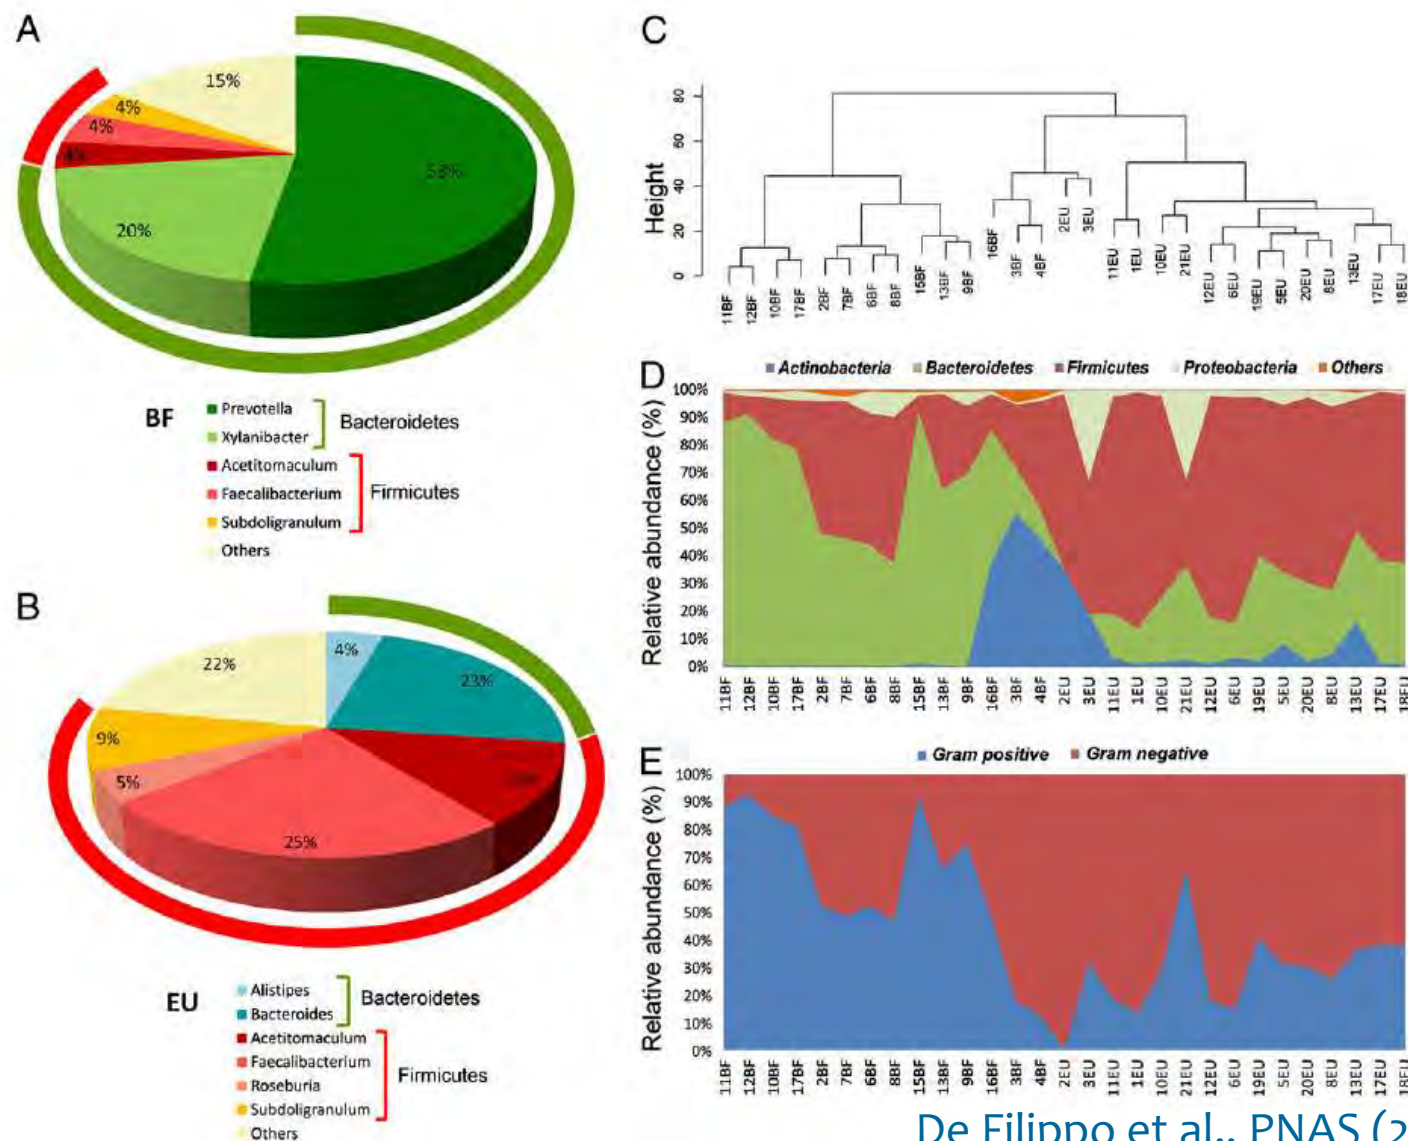 A
15%
4%
4%
4%
53%
20%
BF
Prevotella
Xylanibacter
Bacteroidetes
Acetitomaculum
Faecalibacterium
Subdoligranulum
Firmicutes
Others
B
4%
22%
23%
9%
5%
25%
EU
Alistipes
Bacteroides
Bacteroidetes
Acetitomaculum
Faecalibacterium
Roseburia
Subdoligranulum
Firmicutes
Others
C
Height
80
60
40
20
0
11BF
12BF
10BF
17BF
2BF
7BF
6BF
8BF
15BF
13BF
9BF
16BF
3BF
4BF
2EU
3EU
11EU
1EU
10EU
21EU
12EU
6EU
19EU
5EU
20EU
8EU
13EU
17EU
18EU
D
Actinobacteria Bacteroidetes Firmicutes Proteobacteria Others
Relative abundance (%)
100%
90%
80%
70%
60%
50%
40%
30%
20%
10%
0%
11BF
12BF
10BF
17BF
2BF
7BF
6BF
8BF
15BF
13BF
9BF
16BF
3BF
4BF
2EU
3EU
11EU
1EU
10EU
21EU
12EU
6EU
19EU
5EU
20EU
8EU
13EU
17EU
18EU
E
Gram positive Gram negative
Relative abundance (%)
100%
90%
80%
70%
60%
50%
40%
30%
20%
10%
0%
11BF
12BF
10BF
17BF
2BF
7BF
6BF
8BF
15BF
13BF
9BF
16BF
3BF
4BF
2EU
3EU
11EU
1EU
10EU
21EU
12EU
6EU
19EU
5EU
20EU
8EU
13EU
17EU
18EU
De Filippo et al., PNAS (2